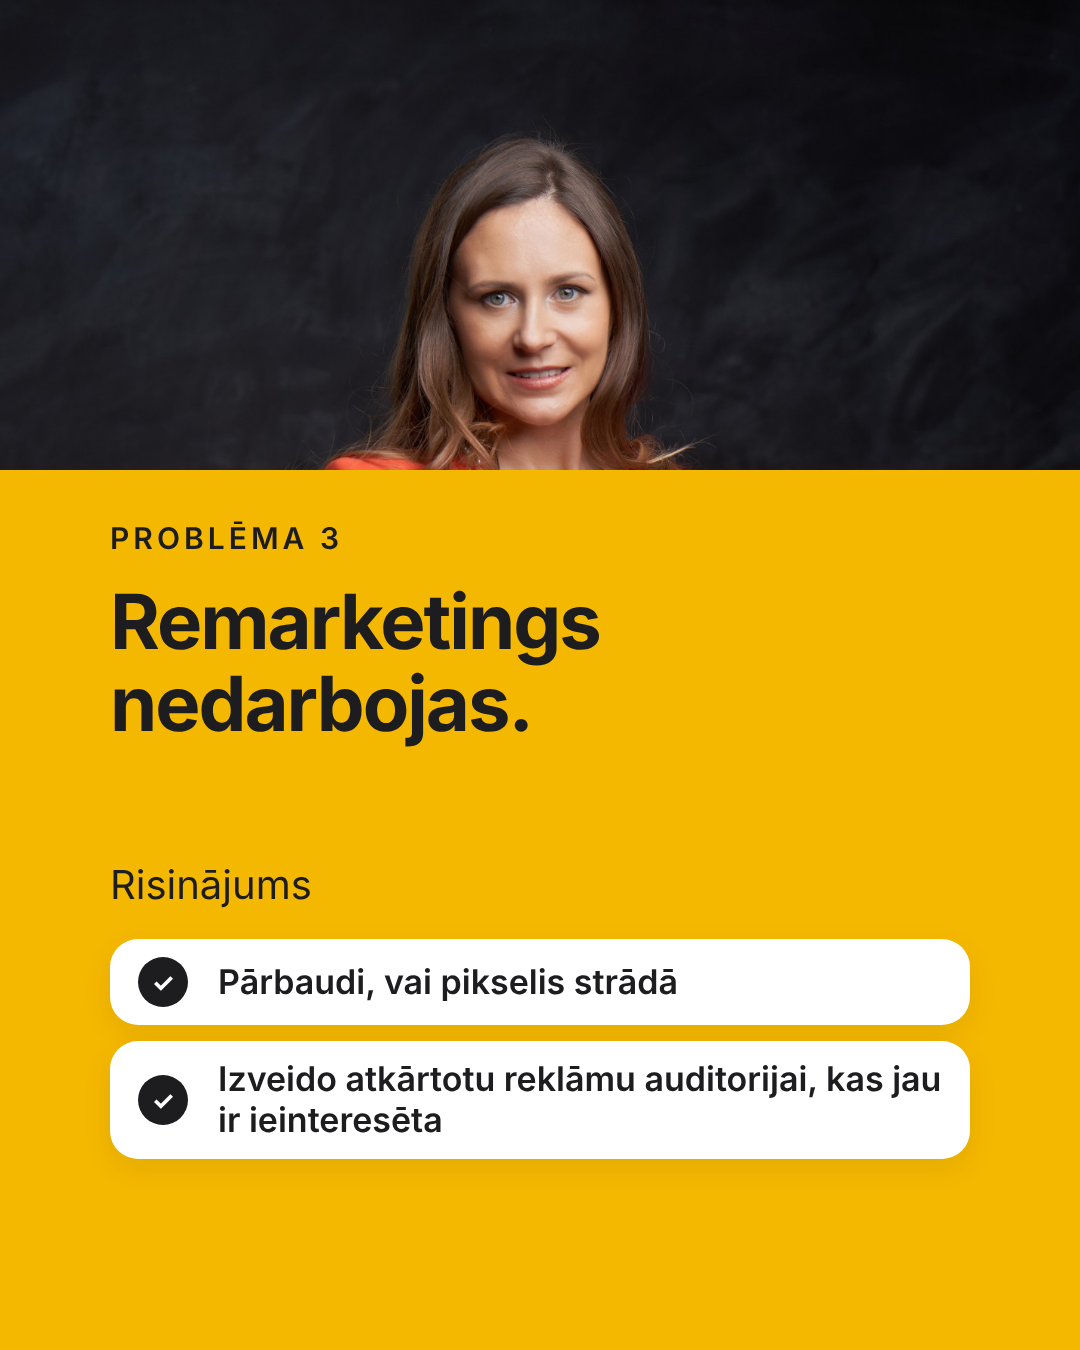 PROBLĒMA 3
Remarketings
nedarbojas.
Risinājums
Pārbaudi, vai pikselis strādā
Izveido atkārtotu reklāmu auditorijai, kas jau
ir ieinteresēta